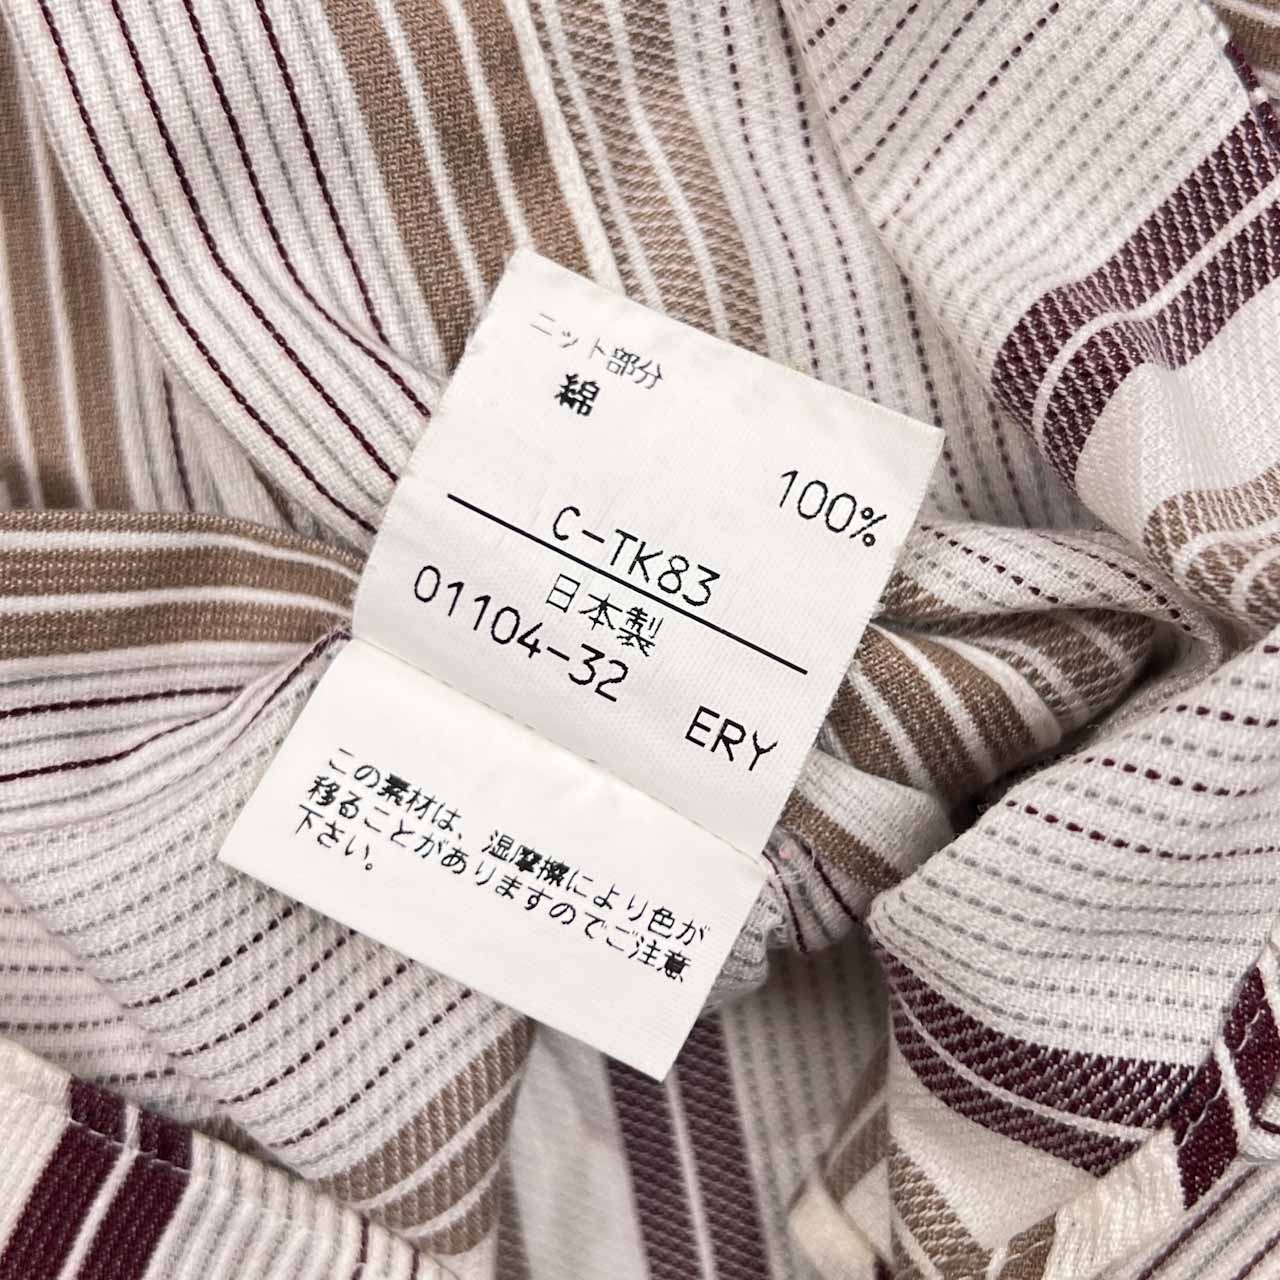 ニット部分
綿
100%
C-TK83
日本製
01104-32
ERY
この素材は、湿摩擦により色が
移ることがありますのでご注意
下さい。